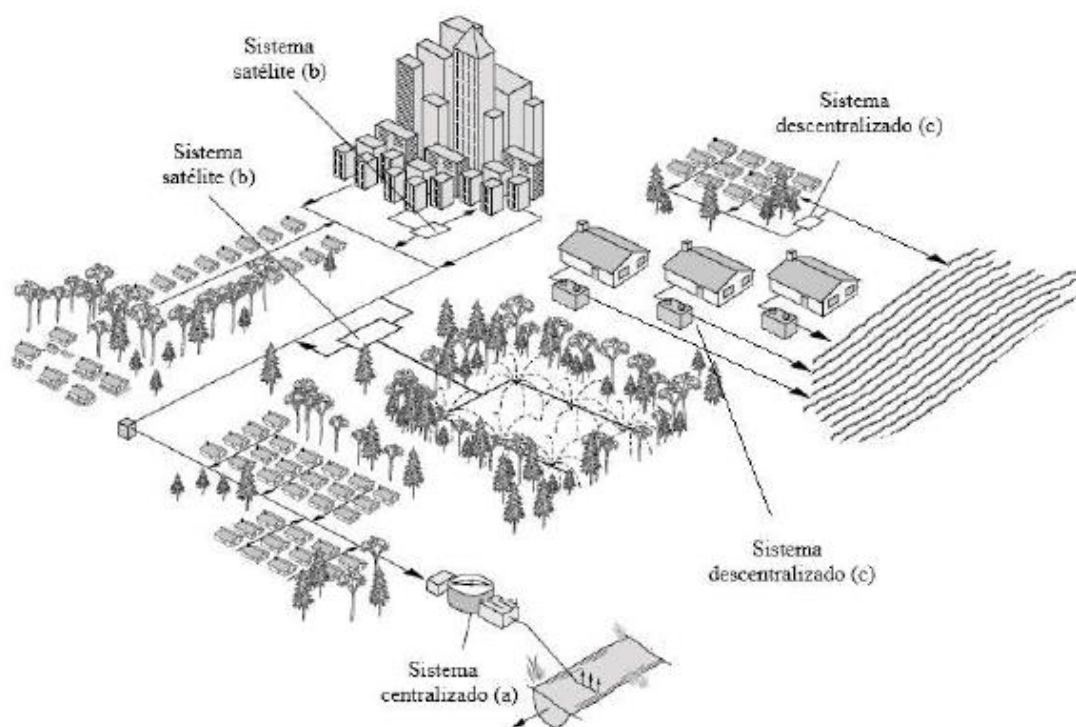 Sistema
satélite (b)
Sistema
satélite (b)
Sistema
descentralizado (c)
Sistema
descentralizado (c)
Sistema
centralizado (a)